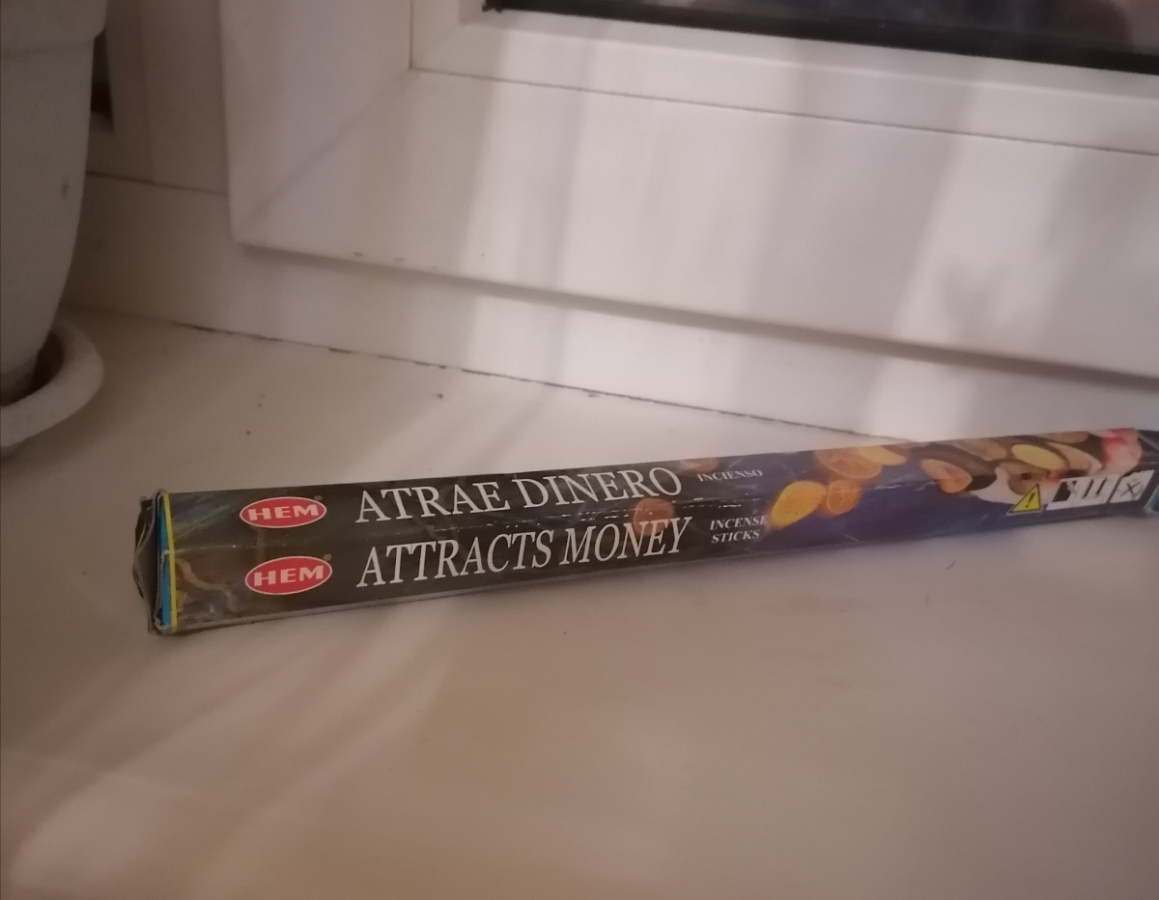 HEM ATRAE DINERO INCIENSO
HEM ATTRACTS MONEY INCENSE
STICKS